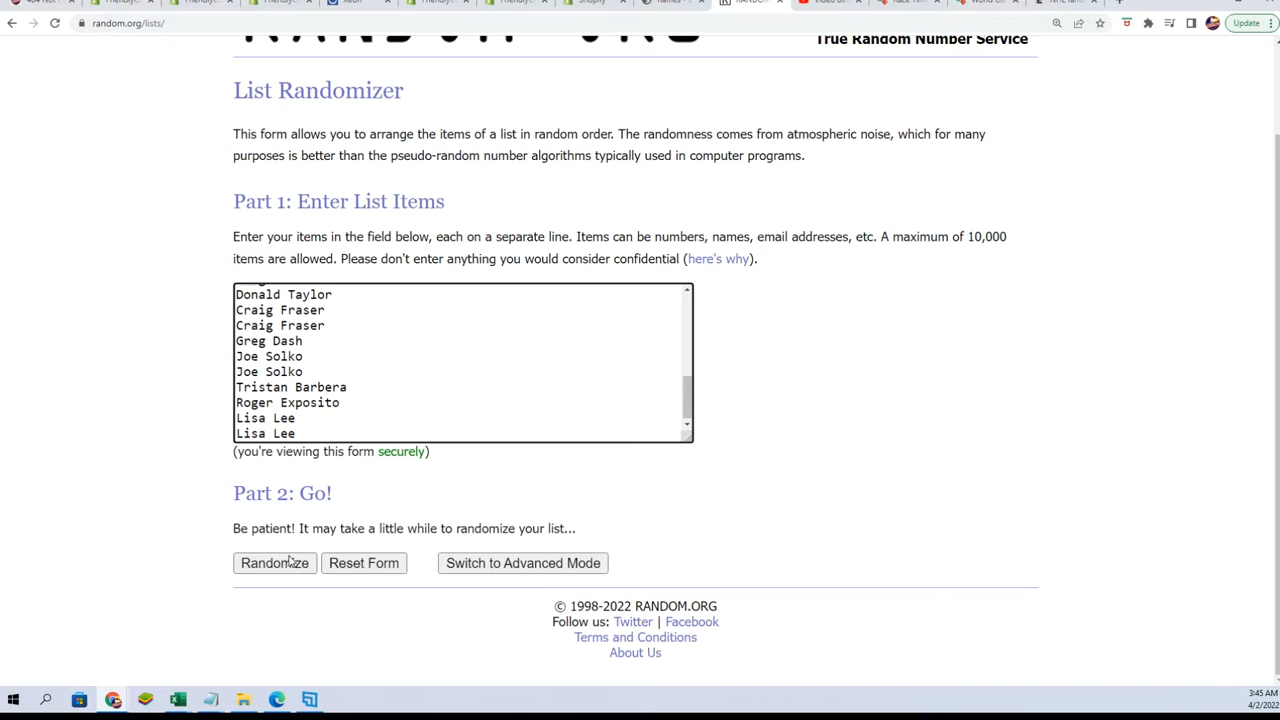 random.org/lists/
Update
True Random Number Service
List Randomizer
This form allows you to arrange the items of a list in random order. The randomness comes from atmospheric noise, which for many
purposes is better than the pseudo-random number algorithms typically used in computer programs.
Part 1: Enter List Items
Enter your items in the field below, each on a separate line. Items can be numbers, names, email addresses, etc. A maximum of 10,000
items are allowed. Please don't enter anything you would consider confidential (here's why).
Donald Taylor
Craig Fraser
Craig Fraser
Greg Dash
Joe Solko
Joe Solko
Tristan Barbera
Roger Exposito
Lisa Lee
Lisa Lee
(you're viewing this form securely)
Part 2: Go!
Be patient! It may take a little while to randomize your list...
Randomize Reset Form Switch to Advanced Mode
© 1998-2022 RANDOM.ORG
Follow us: Twitter | Facebook
Terms and Conditions
About Us
3:45 AM
4/2/2022